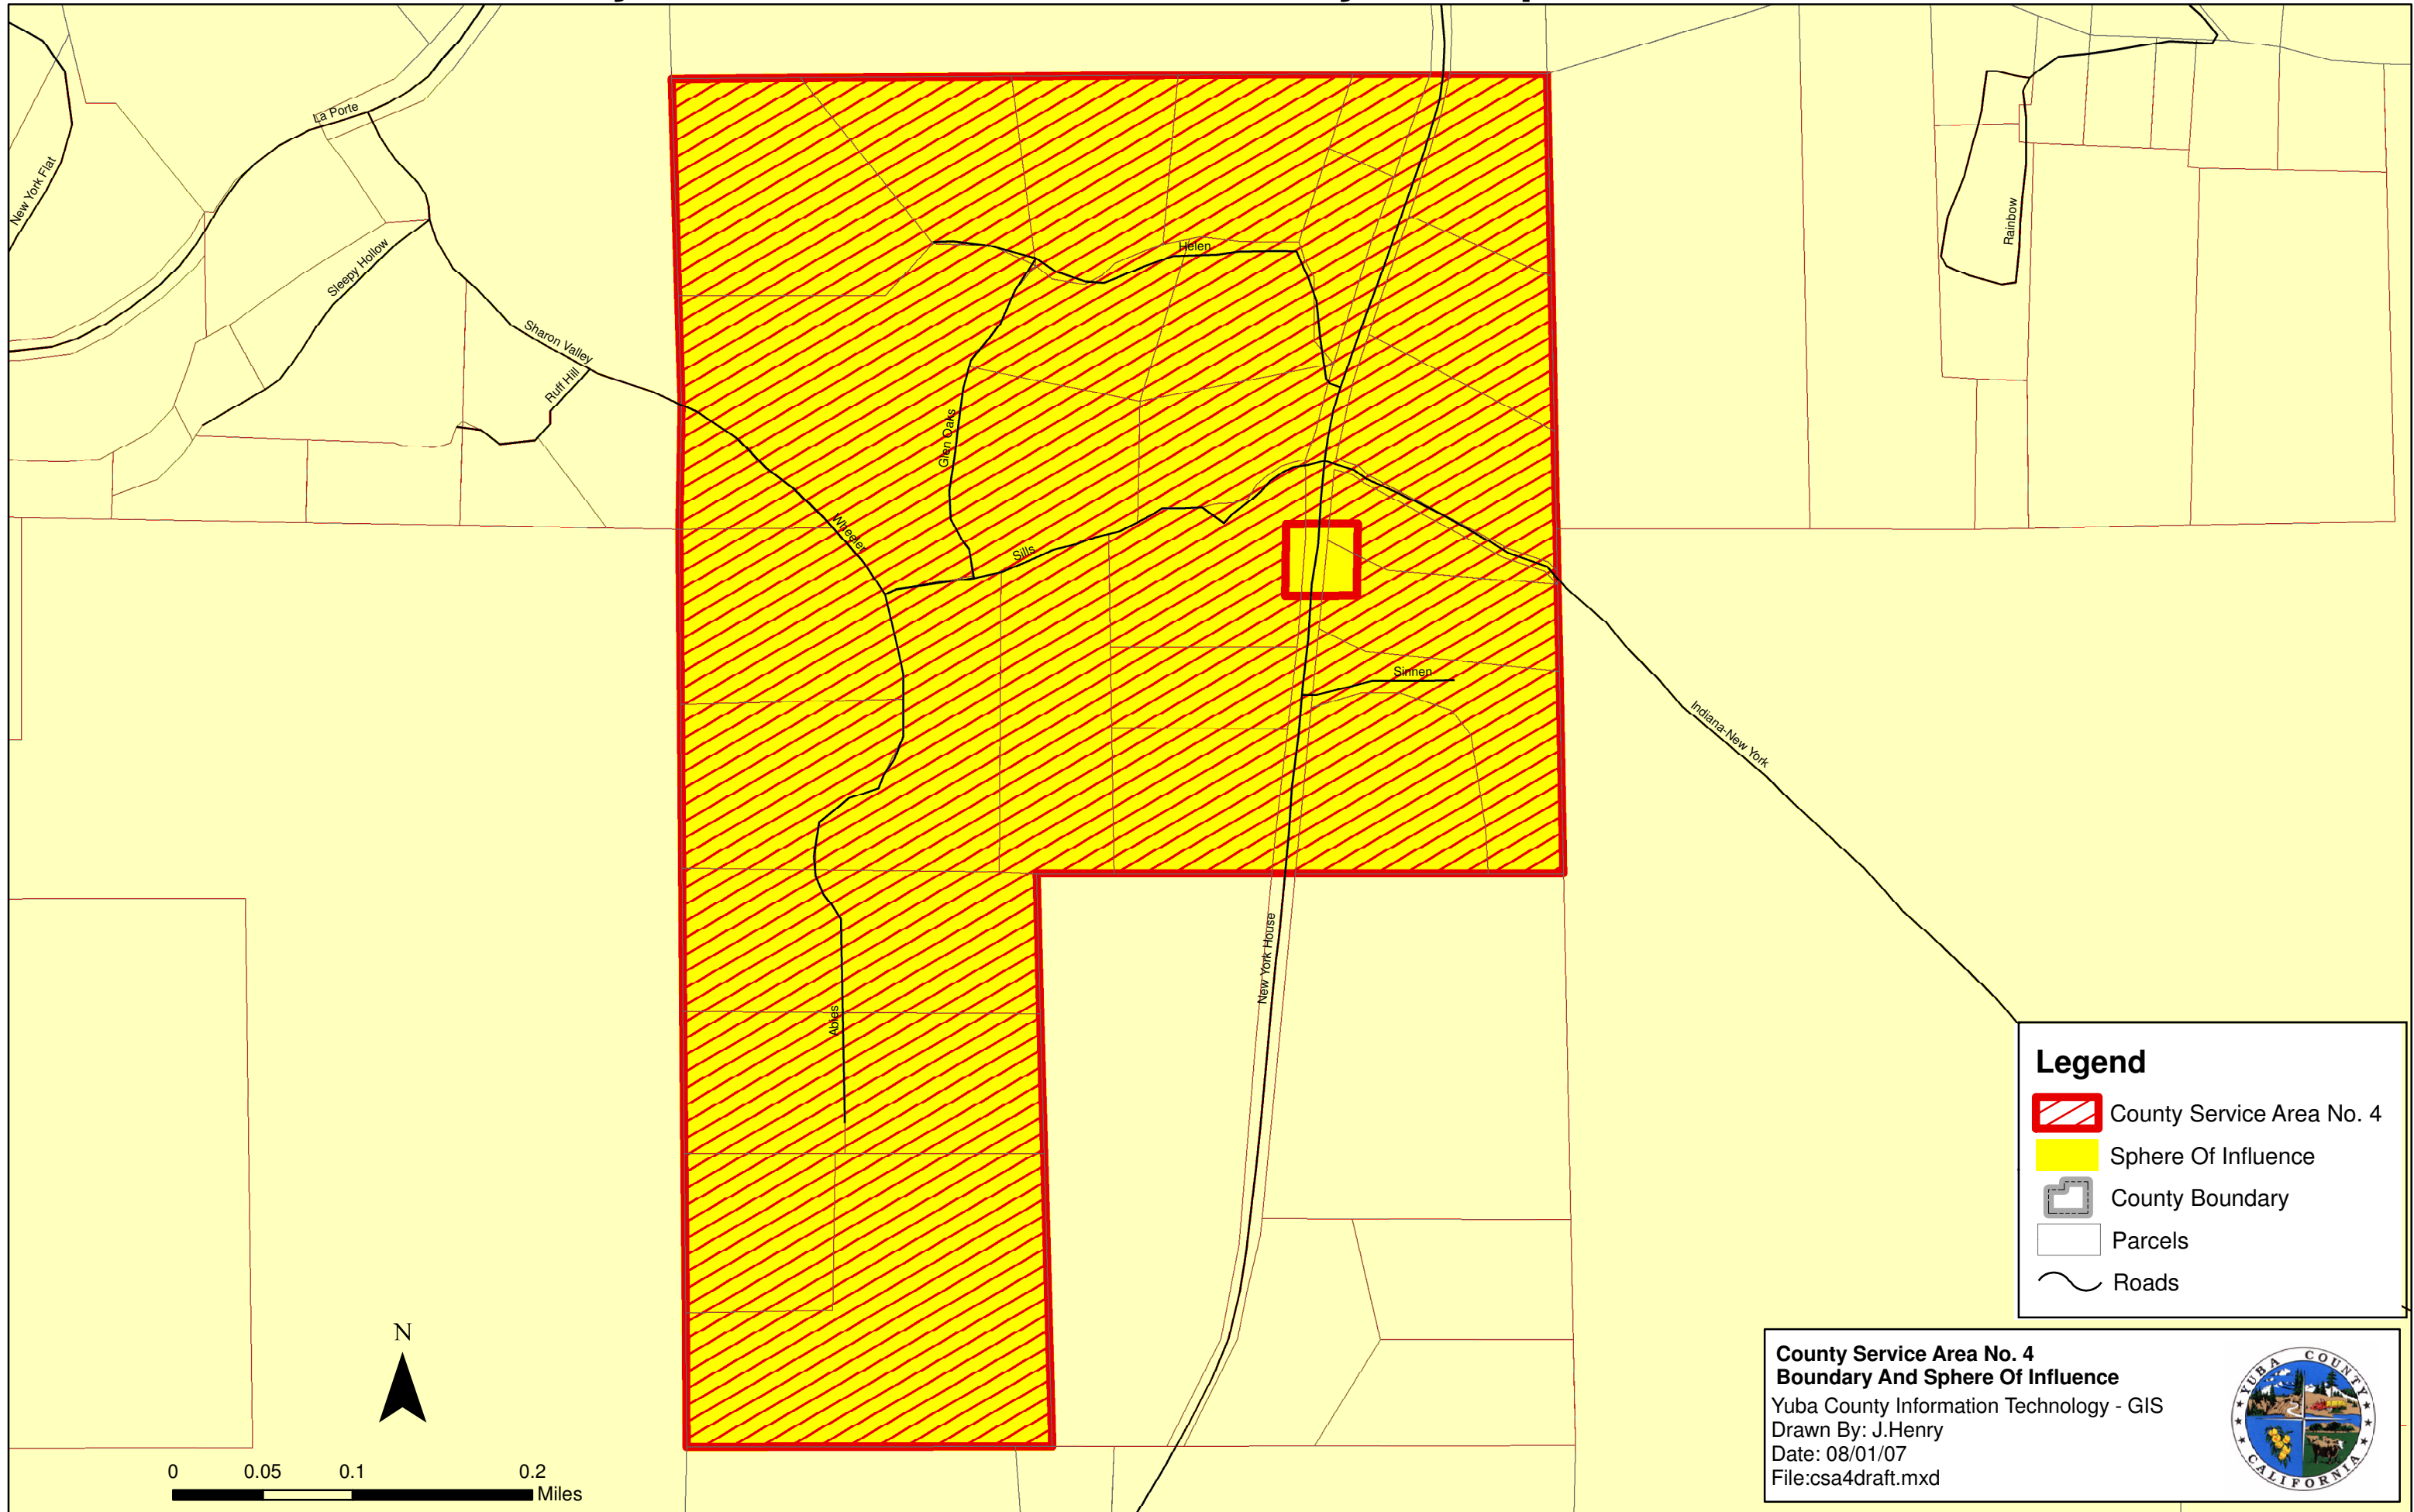 La Porte
New York Flat
Sleepy Hollow
Sharon Valley
Ruff Hill
Helen
Rainbow
Glen Oaks
Wheeler
Sills
Sinnen
Indiana-New York
New York House
Abies
Legend
County Service Area No. 4
Sphere Of Influence
County Boundary
Parcels
Roads
N
0 0.05 0.1 0.2
Miles
County Service Area No. 4
Boundary And Sphere Of Influence
Yuba County Information Technology - GIS
Drawn By: J.Henry
Date: 08/01/07
File:csa4draft.mxd
YUBA COUNTY
CALIFORNIA